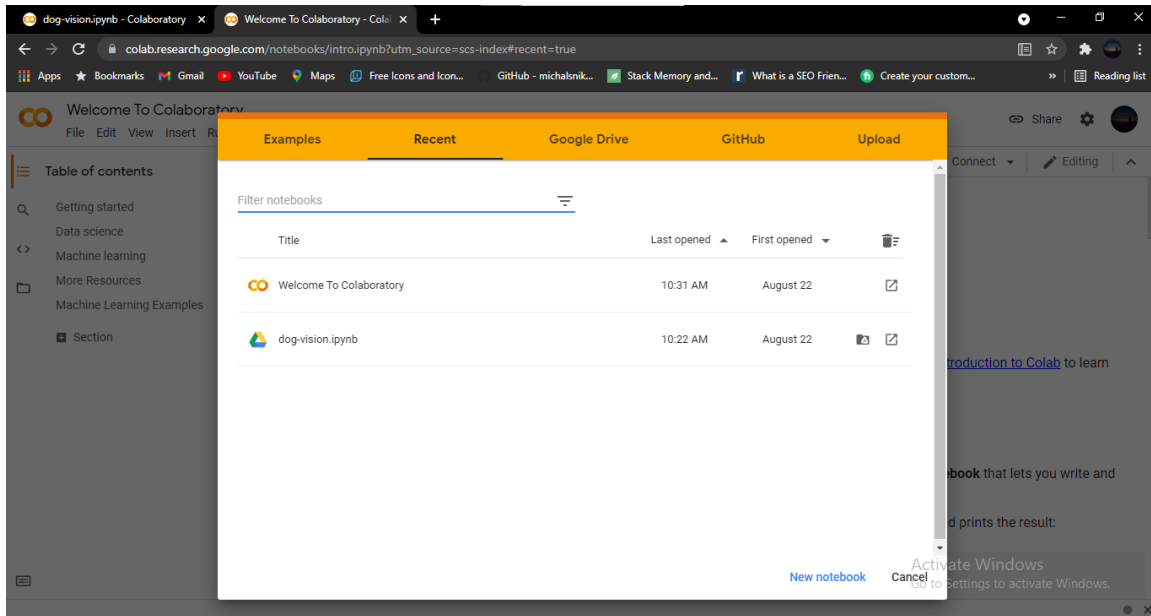 dog-vision.ipynb - Colaboratory
Welcome To Colaboratory - Cola
colab.research.google.com/notebooks/intro.ipynb?utm_source=scs-index#recent=true
Apps Bookmarks Gmail YouTube Maps Free Icons and Icon... GitHub - michalsnik... Stack Memory and... What is a SEO Frien... Create your custom... » Reading list
Welcome To Colaboratory
File Edit View Insert Ru
Share
Connect Editing
Table of contents
Getting started
Data science
Machine learning
More Resources
Machine Learning Examples
Section
Examples Recent Google Drive GitHub Upload
Filter notebooks
Title Last opened First opened
Welcome To Colaboratory 10:31 AM August 22
dog-vision.ipynb 10:22 AM August 22
New notebook Cancel
troduction to Colab to learn
ebook that lets you write and
d prints the result:
Activate Windows
Go to Settings to activate Windows.